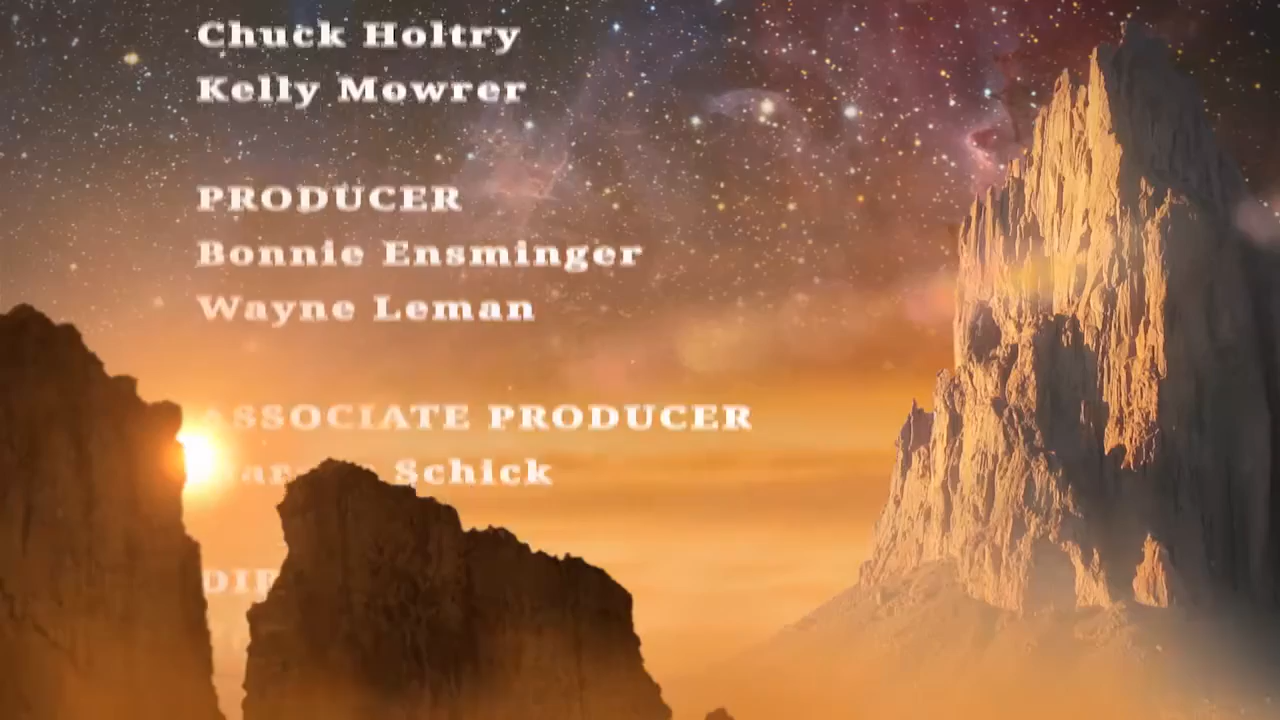 Chuck Holtry
Kelly Mowrer
PRODUCER
Bonnie Ensminger
Wayne Leman
ASSOCIATE PRODUCER
Schick